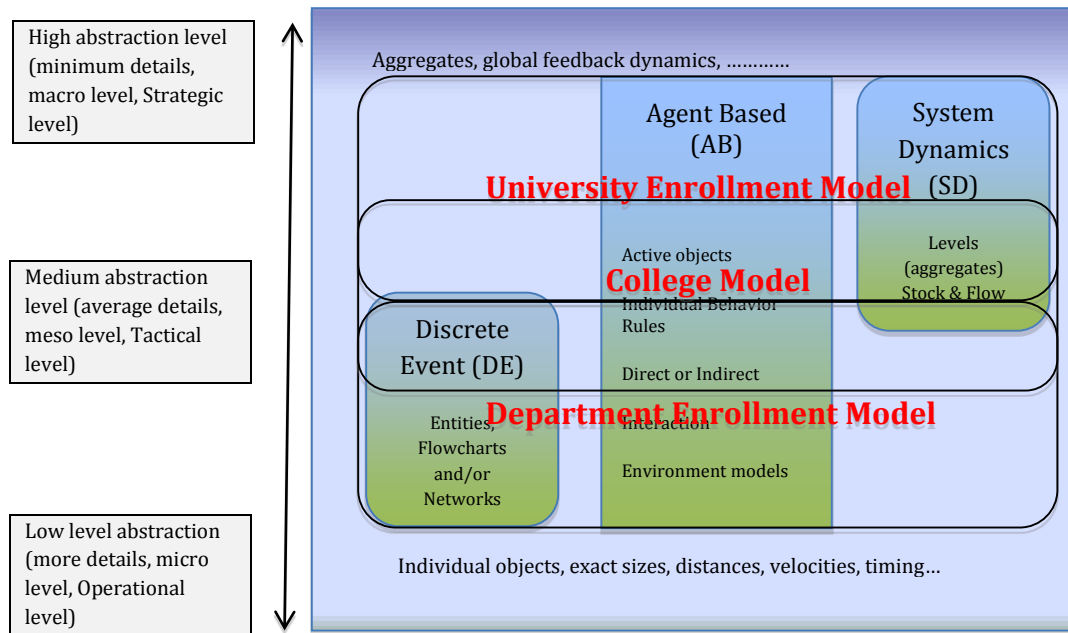 High abstraction level
(minimum details,
macro level, Strategic
level)
Medium abstraction
level (average details,
meso level, Tactical
level)
Low level abstraction
(more details, micro
level, Operational
level)
Aggregates, global feedback dynamics, …………
Agent Based
(AB)
System
Dynamics
(SD)
University Enrollment Model
Levels
(aggregates)
Stock & Flow
Active objects
College Model
Individual Behavior
Rules
Discrete
Event (DE)
Direct or Indirect
Department Enrollment Model
Interaction
Entities,
Flowcharts
and/or
Networks
Environment models
Individual objects, exact sizes, distances, velocities, timing…